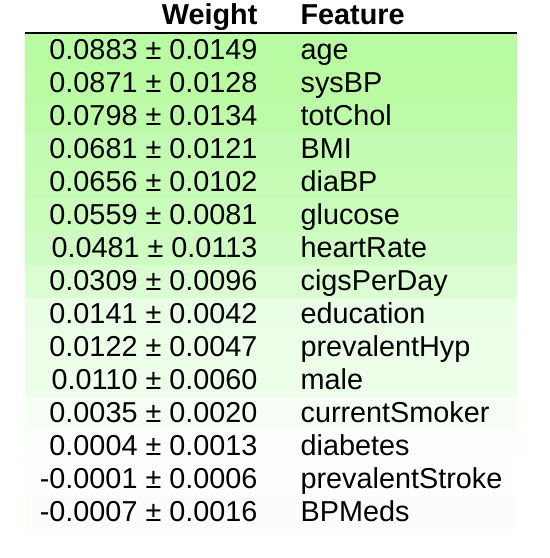 Weight Feature
0.0883 ± 0.0149 age
0.0871 ± 0.0128 sysBP
0.0798 ± 0.0134 totChol
0.0681 ± 0.0121 BMI
0.0656 ± 0.0102 diaBP
0.0559 ± 0.0081 glucose
0.0481 ± 0.0113 heartRate
0.0309 ± 0.0096 cigsPerDay
0.0141 ± 0.0042 education
0.0122 ± 0.0047 prevalentHyp
0.0110 ± 0.0060 male
0.0035 ± 0.0020 currentSmoker
0.0004 ± 0.0013 diabetes
-0.0001 ± 0.0006 prevalentStroke
-0.0007 ± 0.0016 BPMeds